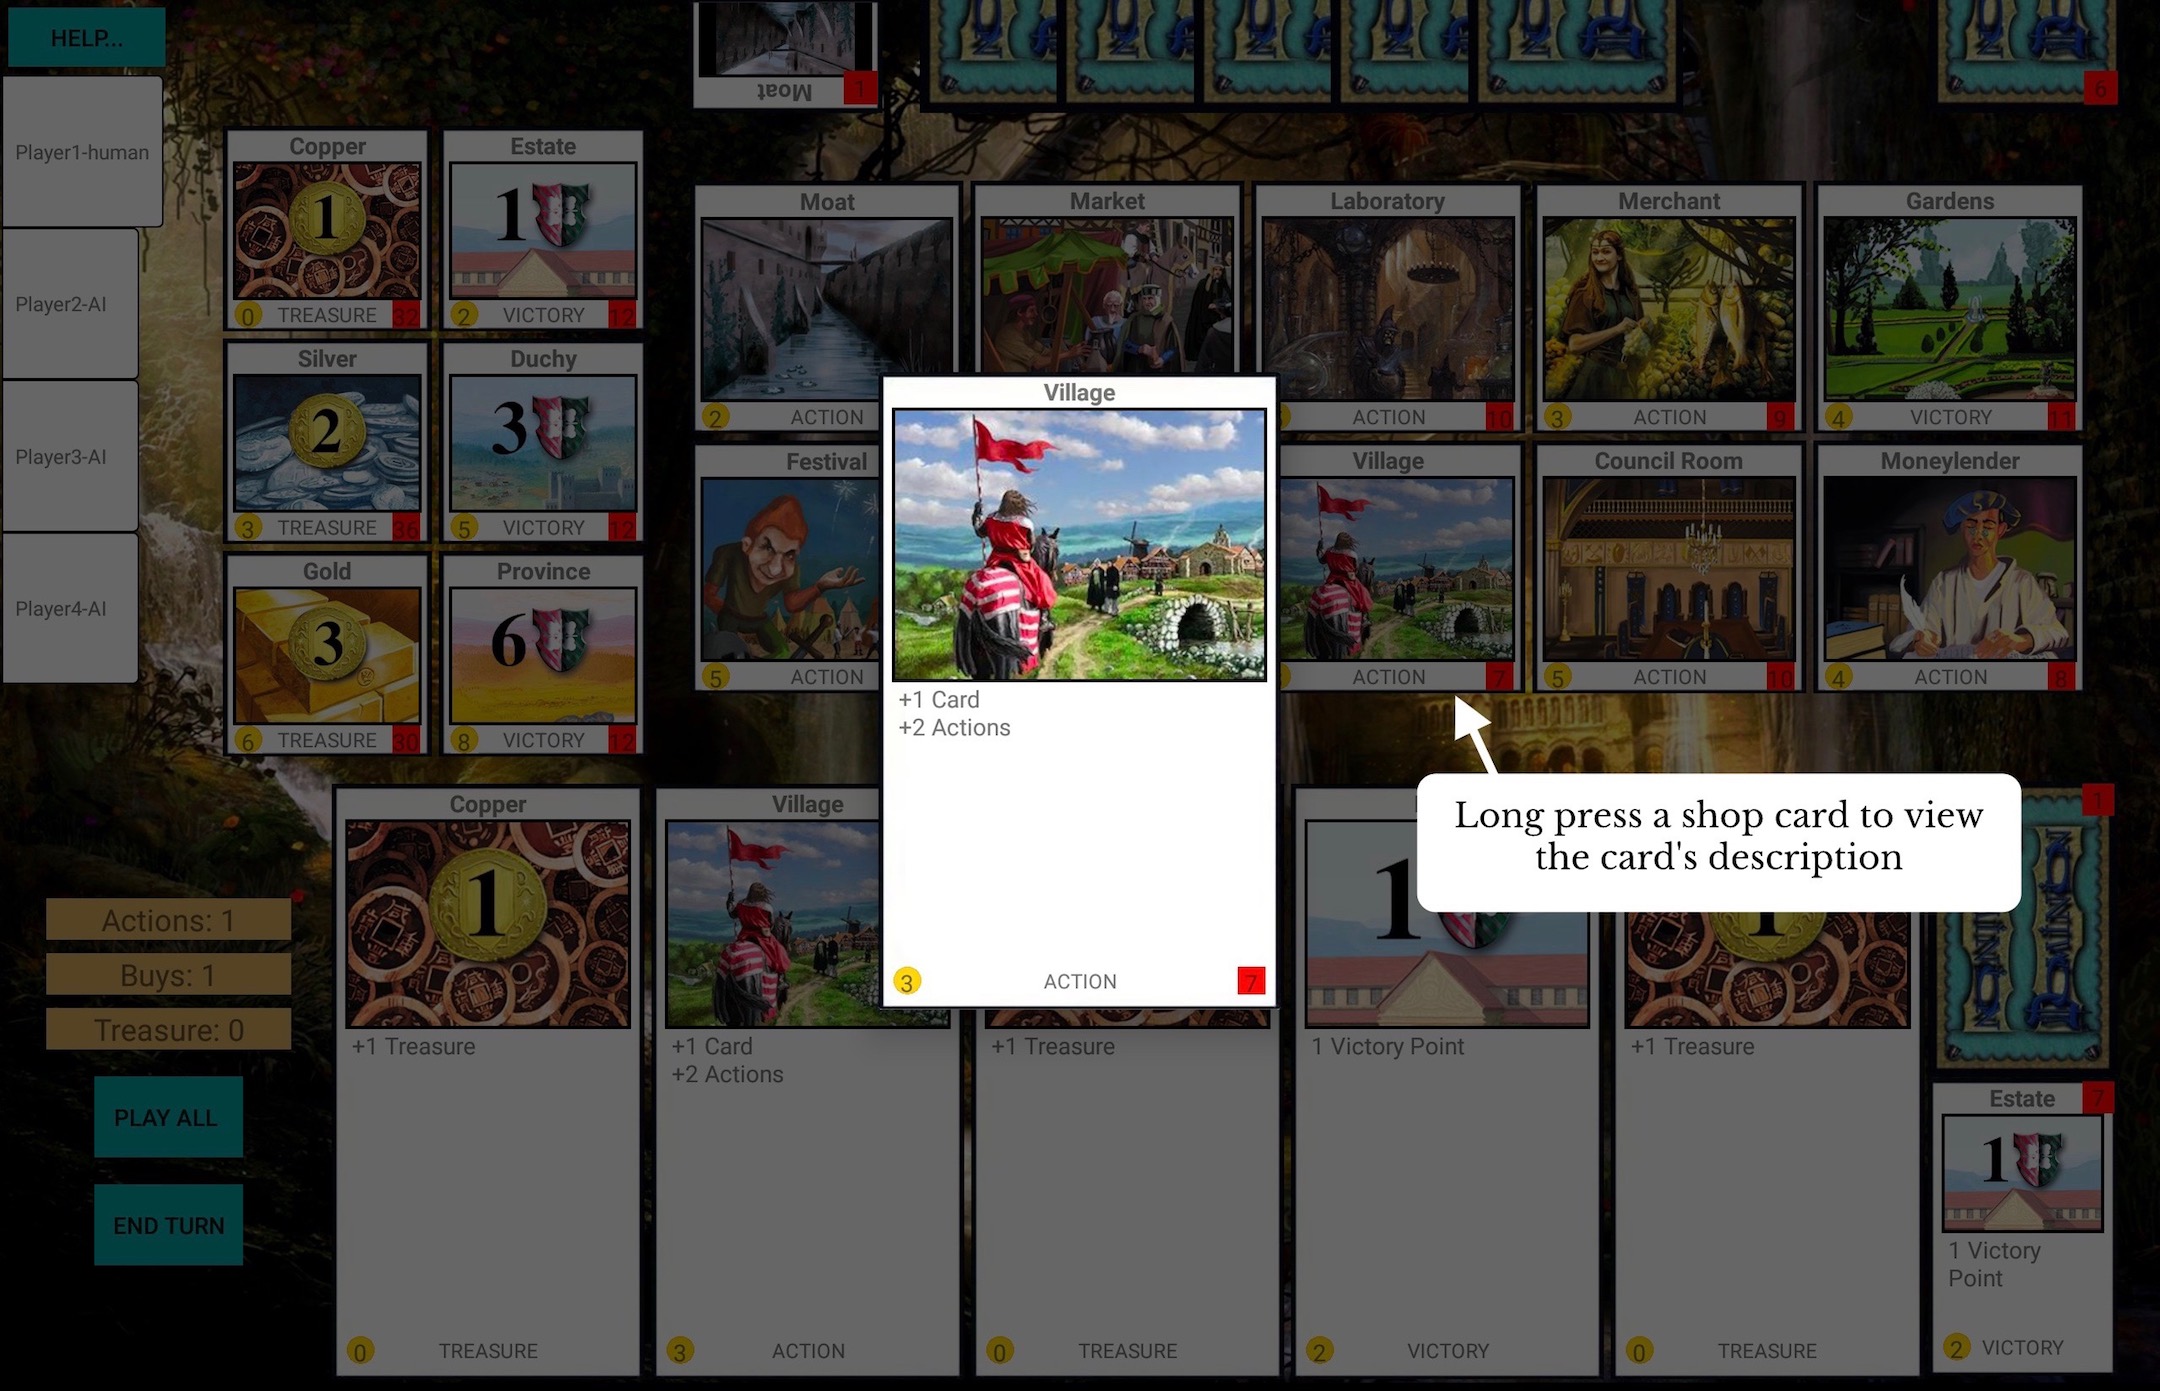 HELP...
Player1-human
Player2-AI
Player3-AI
Player4-AI
Moat
1
6
Copper
1
0 TREASURE 32
Estate
1
2 VICTORY 12
Silver
2
3 TREASURE 36
Duchy
3
5 VICTORY 12
Gold
3
6 TREASURE 30
Province
6
8 VICTORY 12
Moat
2 ACTION
Market
Laboratory
ACTION 10
Merchant
3 ACTION 9
Gardens
4 VICTORY 11
Festival
5 ACTION
Village
ACTION 7
Council Room
5 ACTION 10
Moneylender
4 ACTION 8
Village
+1 Card
+2 Actions
3 ACTION 7
Long press a shop card to view
the card's description
Actions: 1
Buys: 1
Treasure: 0
PLAY ALL
END TURN
Copper
1
+1 Treasure
0 TREASURE
Village
+1 Card
+2 Actions
3 ACTION
+1 Treasure
0 TREASURE
1
1 Victory Point
2 VICTORY
1
+1 Treasure
0 TREASURE
1
DOMINION
Estate 7
1
1 Victory
Point
2 VICTORY